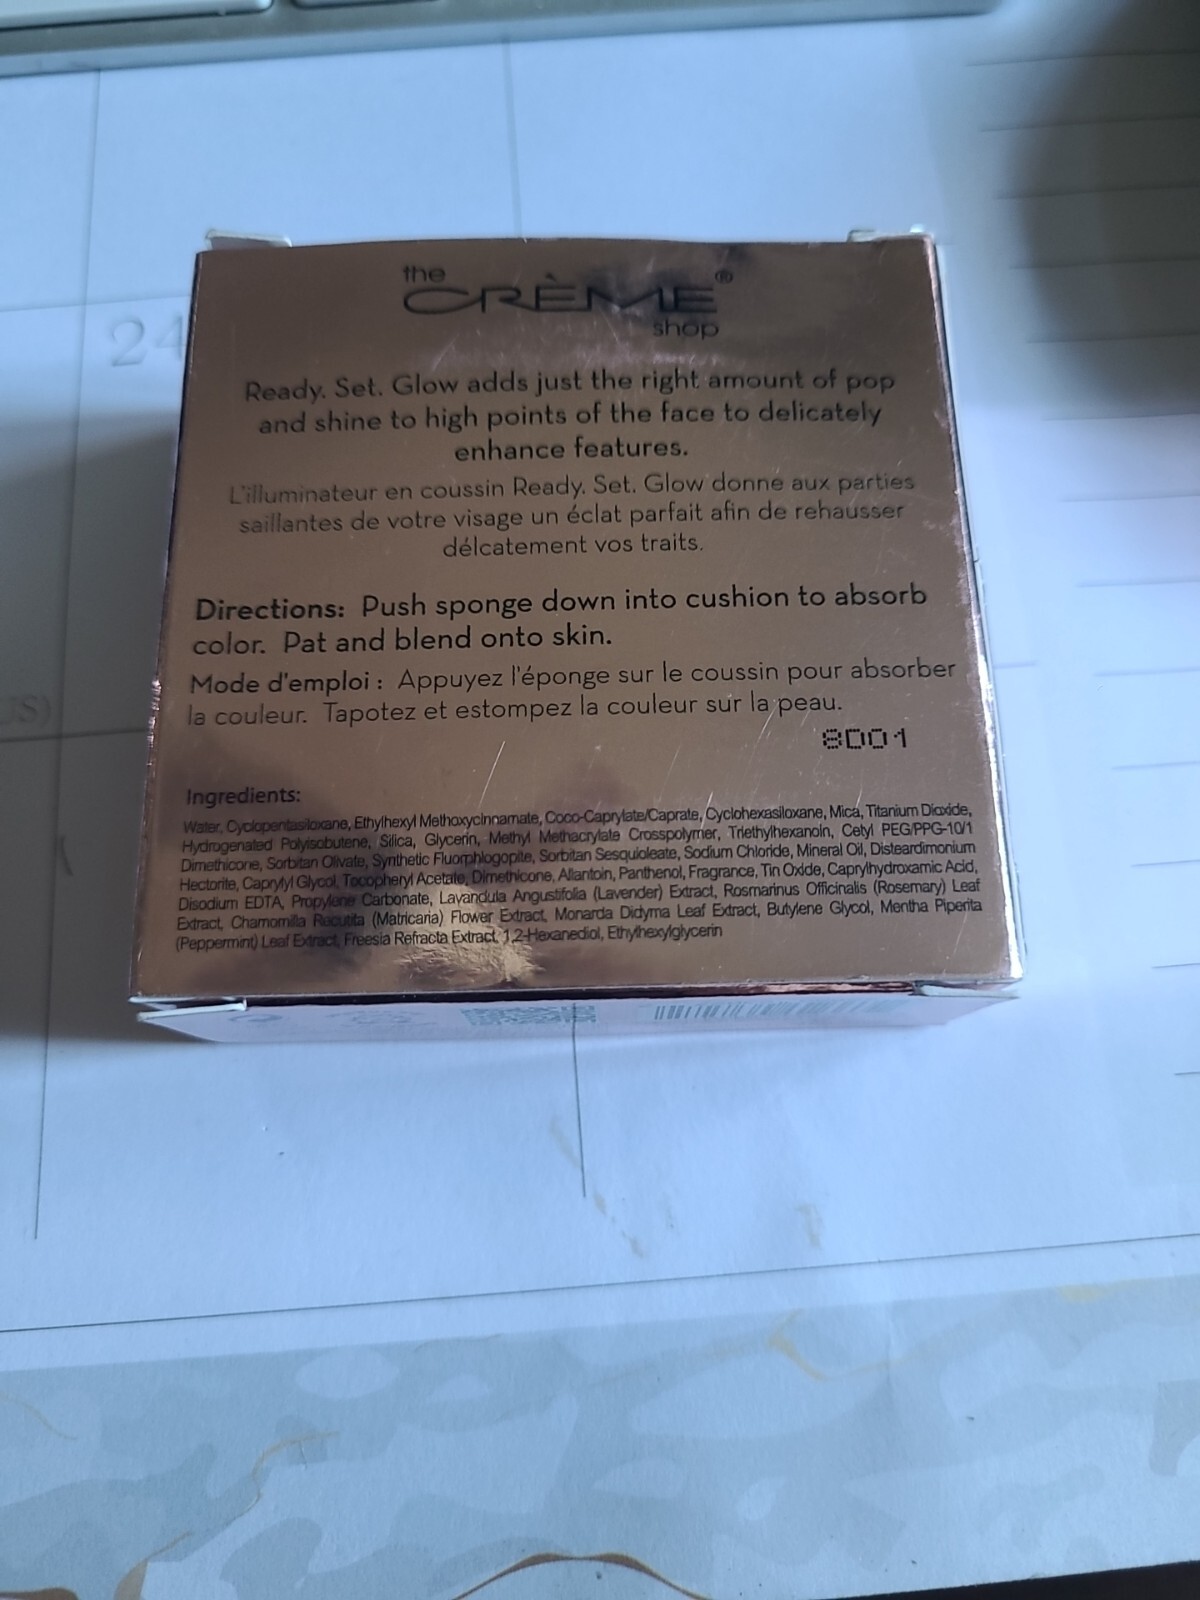 24
US)
the
CRÈME®
shop
Ready. Set. Glow adds just the right amount of pop
and shine to high points of the face to delicately
enhance features.
L'illuminateur en coussin Ready. Set. Glow donne aux parties
saillantes de votre visage un éclat parfait afin de rehausser
délcatement vos traits.
Directions: Push sponge down into cushion to absorb
color. Pat and blend onto skin.
Mode d'emploi : Appuyez l'éponge sur le coussin pour absorber
la couleur. Tapotez et estompez la couleur sur la peau.
8001
Ingredients:
Water, Cyclopentasiloxane, Ethylhexyl Methoxycinnamate, Coco-Caprylate/Caprate, Cyclohexasiloxane, Mica, Titanium Dioxide,
Hydrogenated Polyisobutene, Silica, Glycerin, Methyl Methacrylate Crosspolymer, Triethylhexanoin, Cetyl PEG/PPG-10/1
Dimethicone, Sorbitan Olivate, Synthetic Fluorphlogopite, Sorbitan Sesquioleate, Sodium Chloride, Mineral Oil, Disteardimonium
Hectorite, Caprylyl Glycol, Tocopheryl Acetate, Dimethicone, Allantoin, Panthenol, Fragrance, Tin Oxide, Caprylhydroxamic Acid,
Disodium EDTA, Propylene Carbonate, Lavandula Angustifolia (Lavender) Extract, Rosmarinus Officinalis (Rosemary) Leaf
Extract, Chamomilla Recutita (Matricaria) Flower Extract, Monarda Didyma Leaf Extract, Butylene Glycol, Mentha Piperita
(Peppermint) Leaf Extract, Freesia Refracta Extract, 1,2-Hexanediol, Ethylhexylglycerin